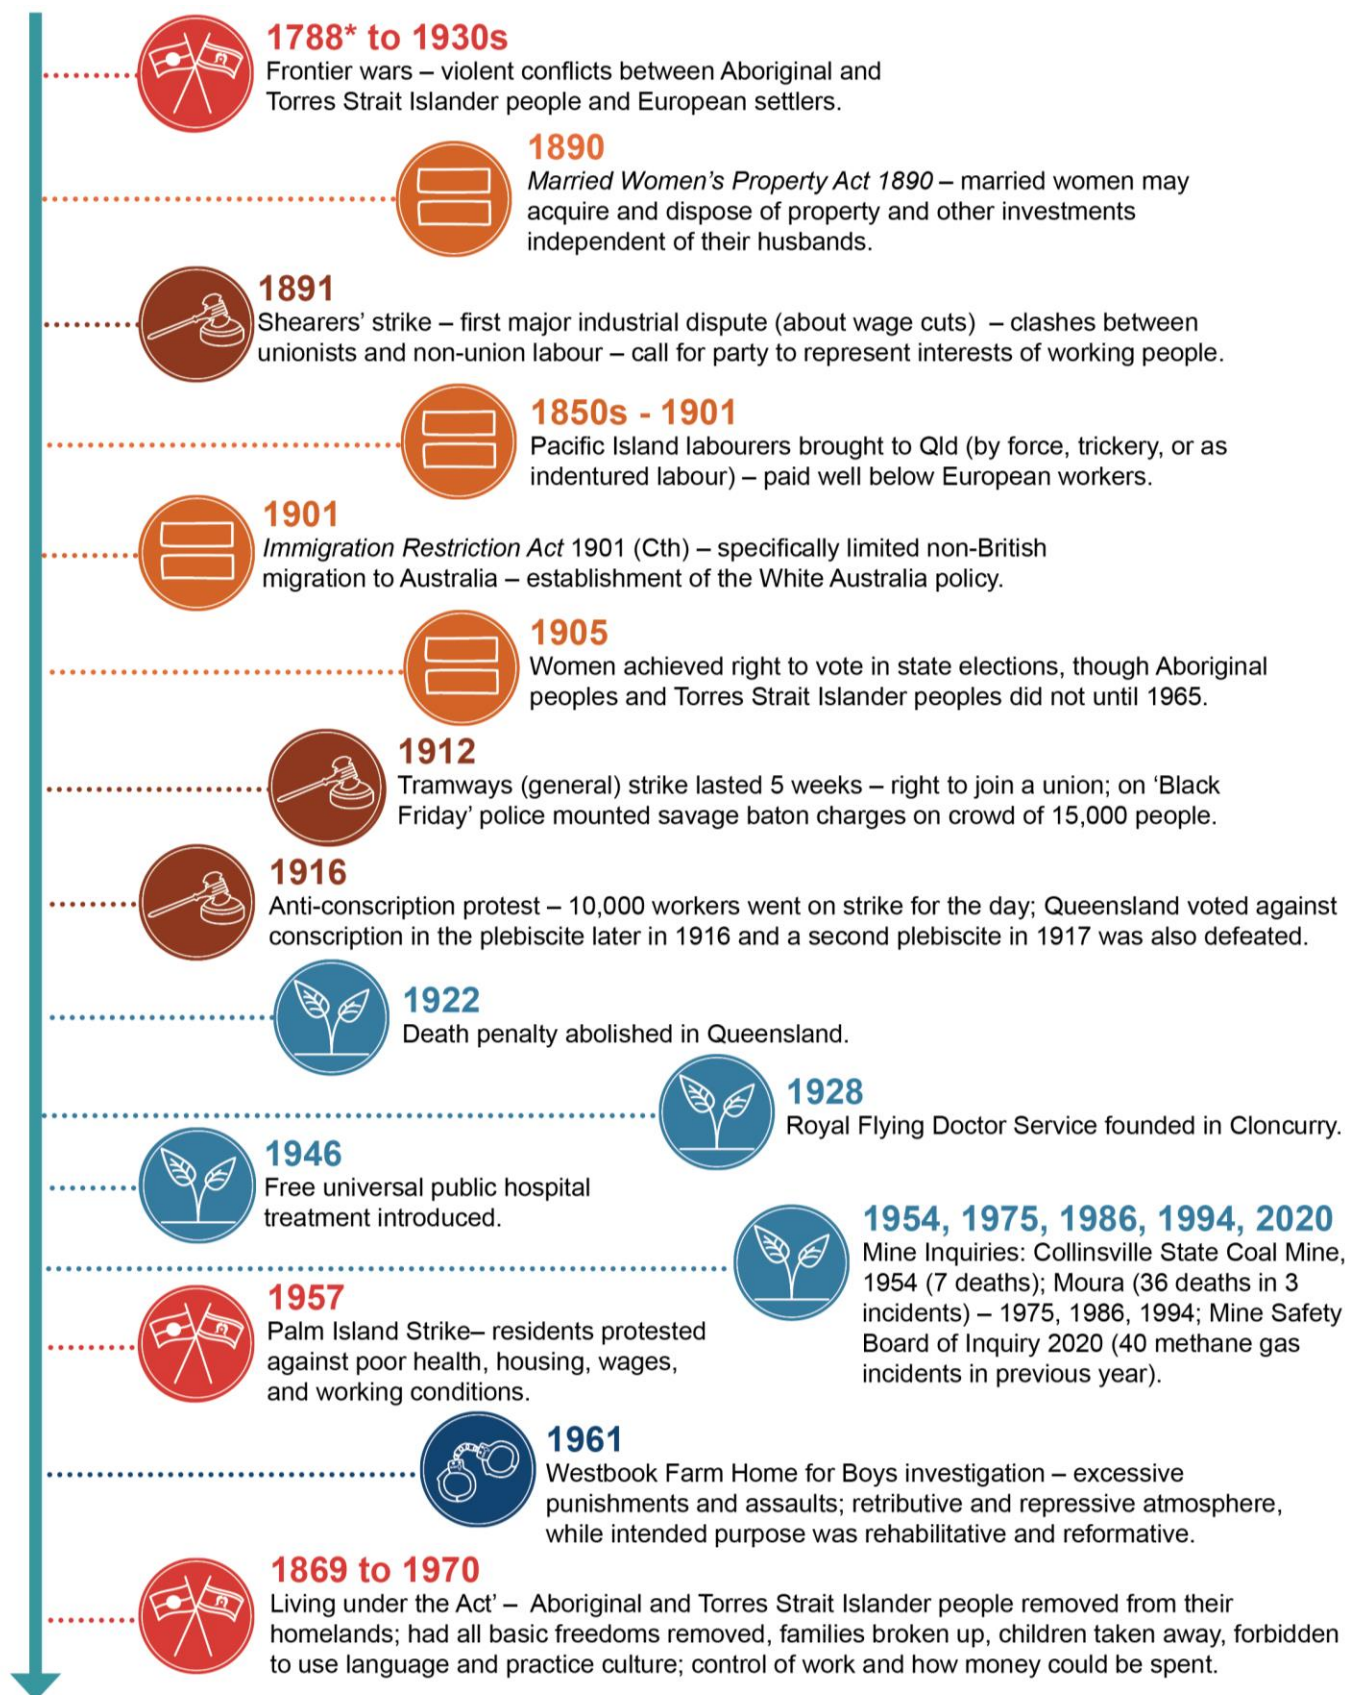 1788* to 1930s
Frontier wars – violent conflicts between Aboriginal and
Torres Strait Islander people and European settlers.
1890
Married Women's Property Act 1890 – married women may
acquire and dispose of property and other investments
independent of their husbands.
1891
Shearers' strike – first major industrial dispute (about wage cuts)  – clashes between
unionists and non-union labour – call for party to represent interests of working people.
1850s - 1901
Pacific Island labourers brought to Qld (by force, trickery, or as
indentured labour) – paid well below European workers.
1901
Immigration Restriction Act 1901 (Cth) – specifically limited non-British
migration to Australia – establishment of the White Australia policy.
1905
Women achieved right to vote in state elections, though Aboriginal
peoples and Torres Strait Islander peoples did not until 1965.
1912
Tramways (general) strike lasted 5 weeks – right to join a union; on 'Black
Friday' police mounted savage baton charges on crowd of 15,000 people.
1916
Anti-conscription protest – 10,000 workers went on strike for the day; Queensland voted against
conscription in the plebiscite later in 1916 and a second plebiscite in 1917 was also defeated.
1922
Death penalty abolished in Queensland.
1928
Royal Flying Doctor Service founded in Cloncurry.
1946
Free universal public hospital
treatment introduced.
1954, 1975, 1986, 1994, 2020
Mine Inquiries: Collinsville State Coal Mine,
1954 (7 deaths); Moura (36 deaths in 3
incidents) – 1975, 1986, 1994; Mine Safety
Board of Inquiry 2020 (40 methane gas
incidents in previous year).
1957
Palm Island Strike– residents protested
against poor health, housing, wages,
and working conditions.
1961
Westbook Farm Home for Boys investigation – excessive
punishments and assaults; retributive and repressive atmosphere,
while intended purpose was rehabilitative and reformative.
1869 to 1970
Living under the Act' –  Aboriginal and Torres Strait Islander people removed from their
homelands; had all basic freedoms removed, families broken up, children taken away, forbidden
to use language and practice culture; control of work and how money could be spent.